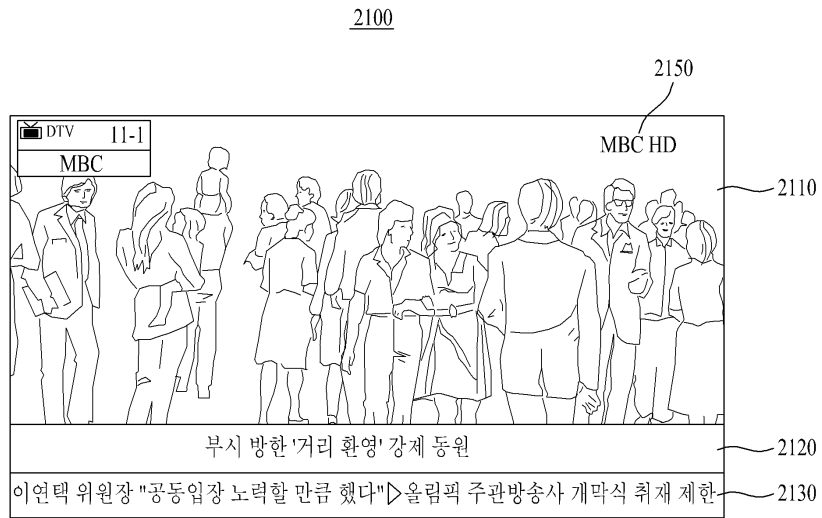 2100
2150
DTV 11-1
MBC HD
MBC
2110
부시 방한 '거리 환영' 강제 동원
2120
이연택 위원장 "공동입장 노력할 만큼 했다"▷올림픽 주관방송사 개막식 취재 제한
2130